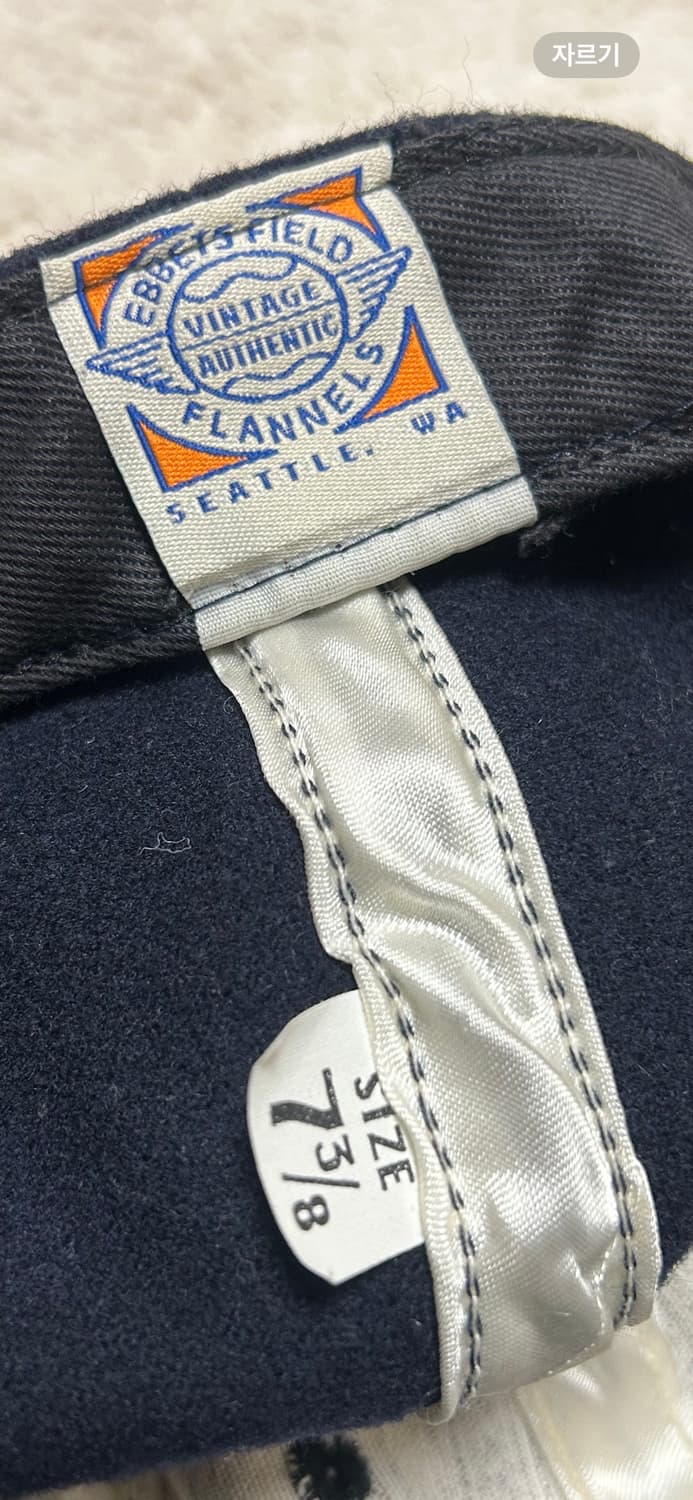 자르기
EBBETS FIELD
VINTAGE
AUTHENTIC
FLANNELS
SEATTLE, WA
SIZE
7 3/8